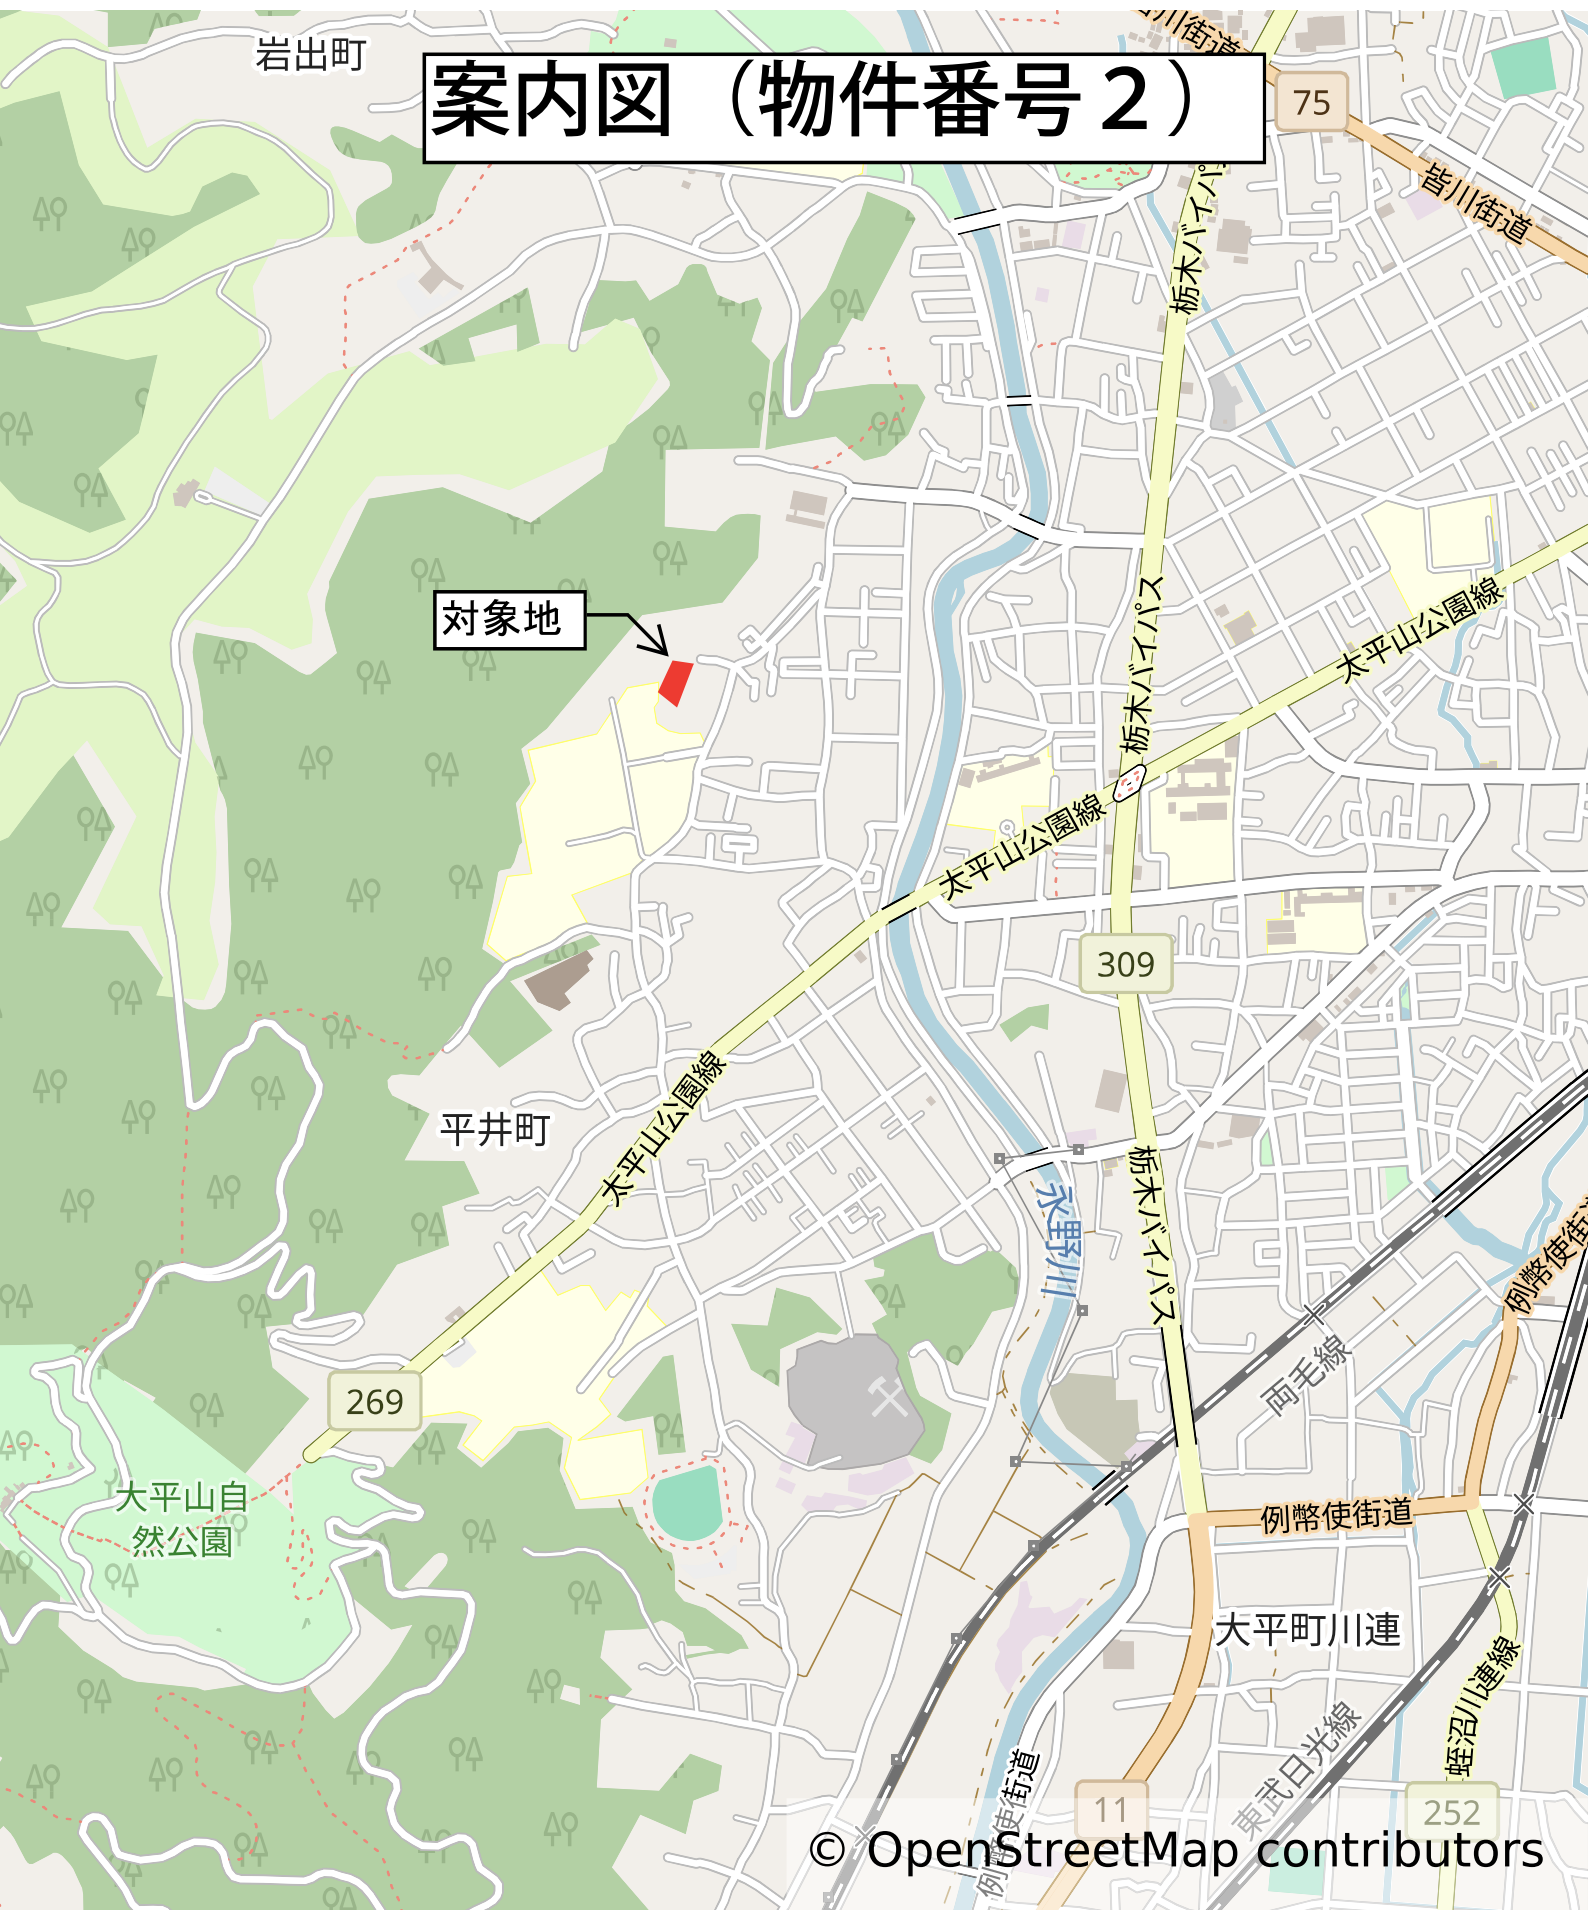 岩出町
案内図（物件番号２）
皆川街道
75
皆川街道
栃木バイパス
対象地
栃木バイパス
太平山公園線
太平山公園線
309
太平山公園線
平井町
栃木バイパス
永野川
例幣使街道
両毛線
269
大平山自
然公園
例幣使街道
大平町川連
蛭沼川連線
東武日光線
例幣使街道
11
252
© OpenStreetMap contributors